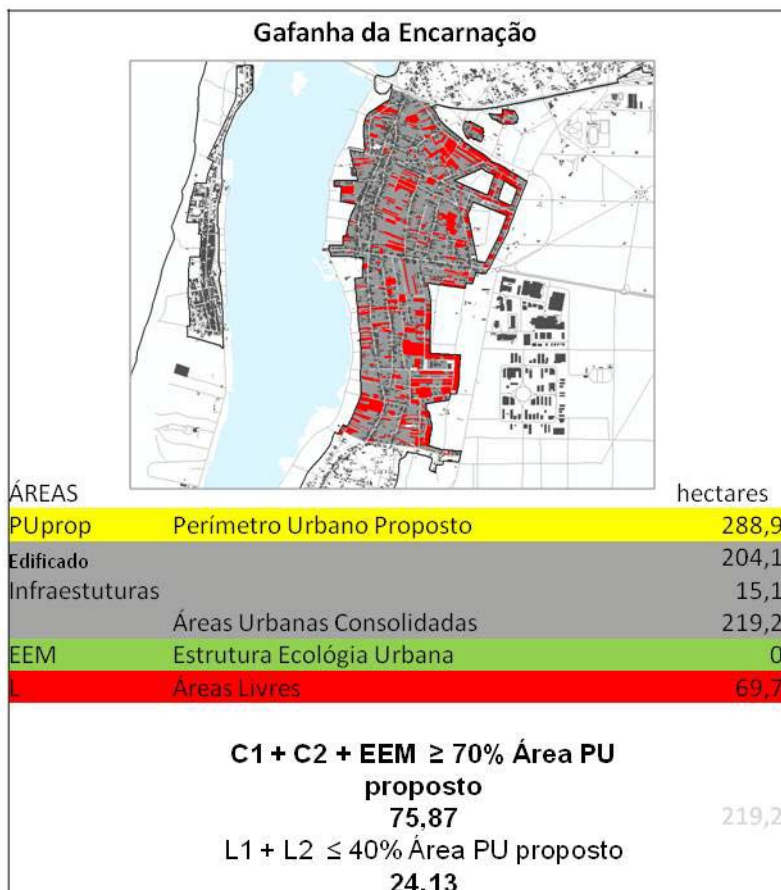 Gafanha da Encarnação
ÁREAS hectares
PUprop Perímetro Urbano Proposto 288,9
Edificado 204,1
Infraestuturas 15,1
Áreas Urbanas Consolidadas 219,2
EEM Estrutura Ecológia Urbana 0
L Áreas Livres 69,7
C1 + C2 + EEM ≥ 70% Área PU
proposto
75,87 219,2
L1 + L2 ≤ 40% Área PU proposto
24,13